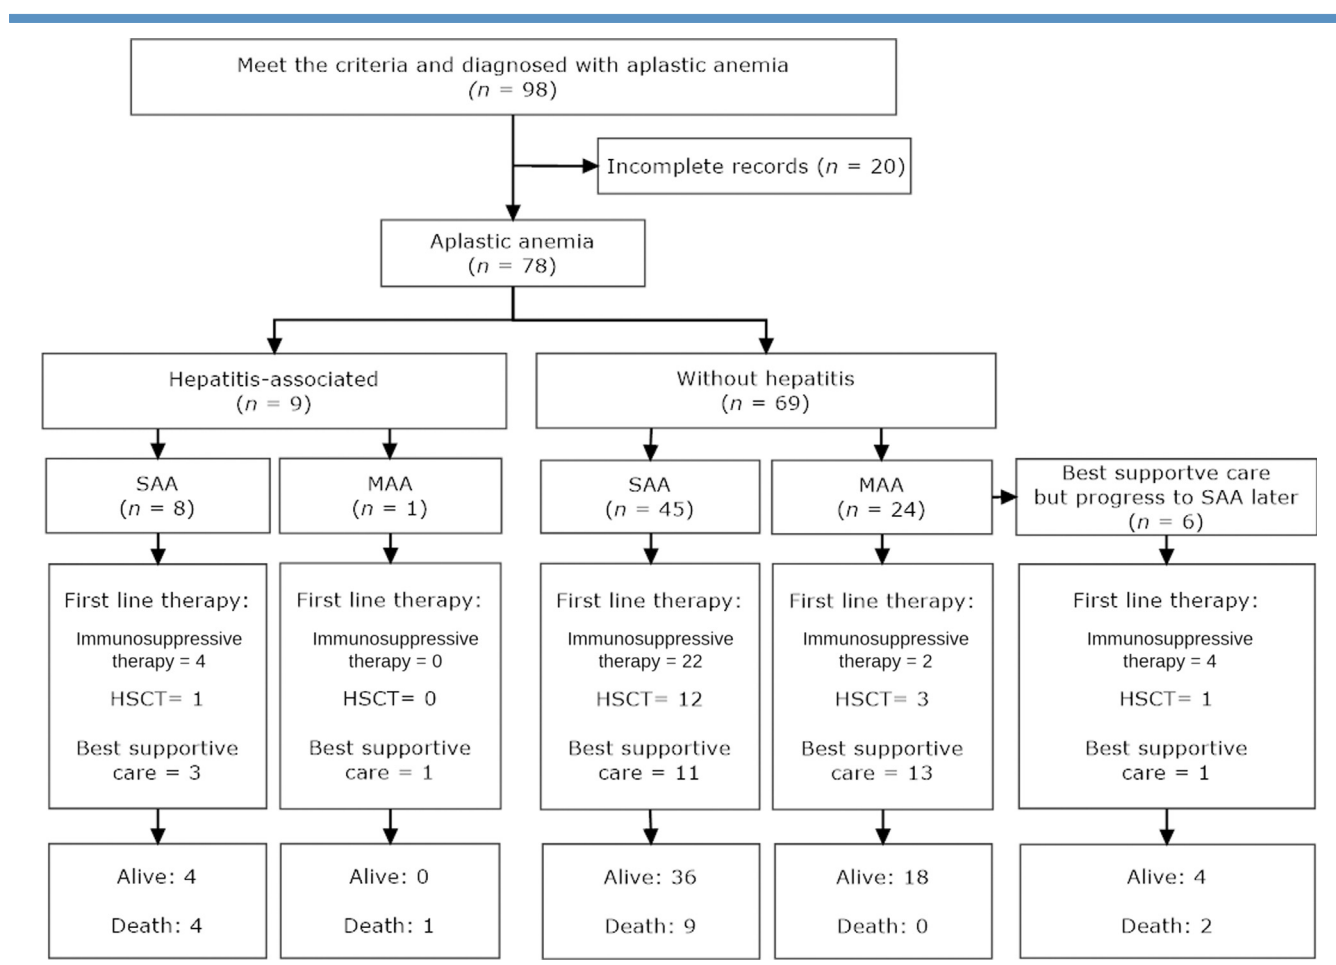 Meet the criteria and diagnosed with aplastic anemia
(n = 98)
Incomplete records (n = 20)
Aplastic anemia
(n = 78)
Hepatitis-associated
(n = 9)
Without hepatitis
(n = 69)
SAA
(n = 8)
MAA
(n = 1)
SAA
(n = 45)
MAA
(n = 24)
Best supportve care
but progress to SAA later
(n = 6)
First line therapy:
Immunosuppressive
therapy = 4
HSCT= 1
Best supportive
care = 3
First line therapy:
Immunosuppressive
therapy = 0
HSCT= 0
Best supportive
care = 1
First line therapy:
Immunosuppressive
therapy = 22
HSCT= 12
Best supportive
care = 11
First line therapy:
Immunosuppressive
therapy = 2
HSCT= 3
Best supportive
care = 13
First line therapy:
Immunosuppressive
therapy = 4
HSCT= 1
Best supportive
care = 1
Alive: 4
Death: 4
Alive: 0
Death: 1
Alive: 36
Death: 9
Alive: 18
Death: 0
Alive: 4
Death: 2